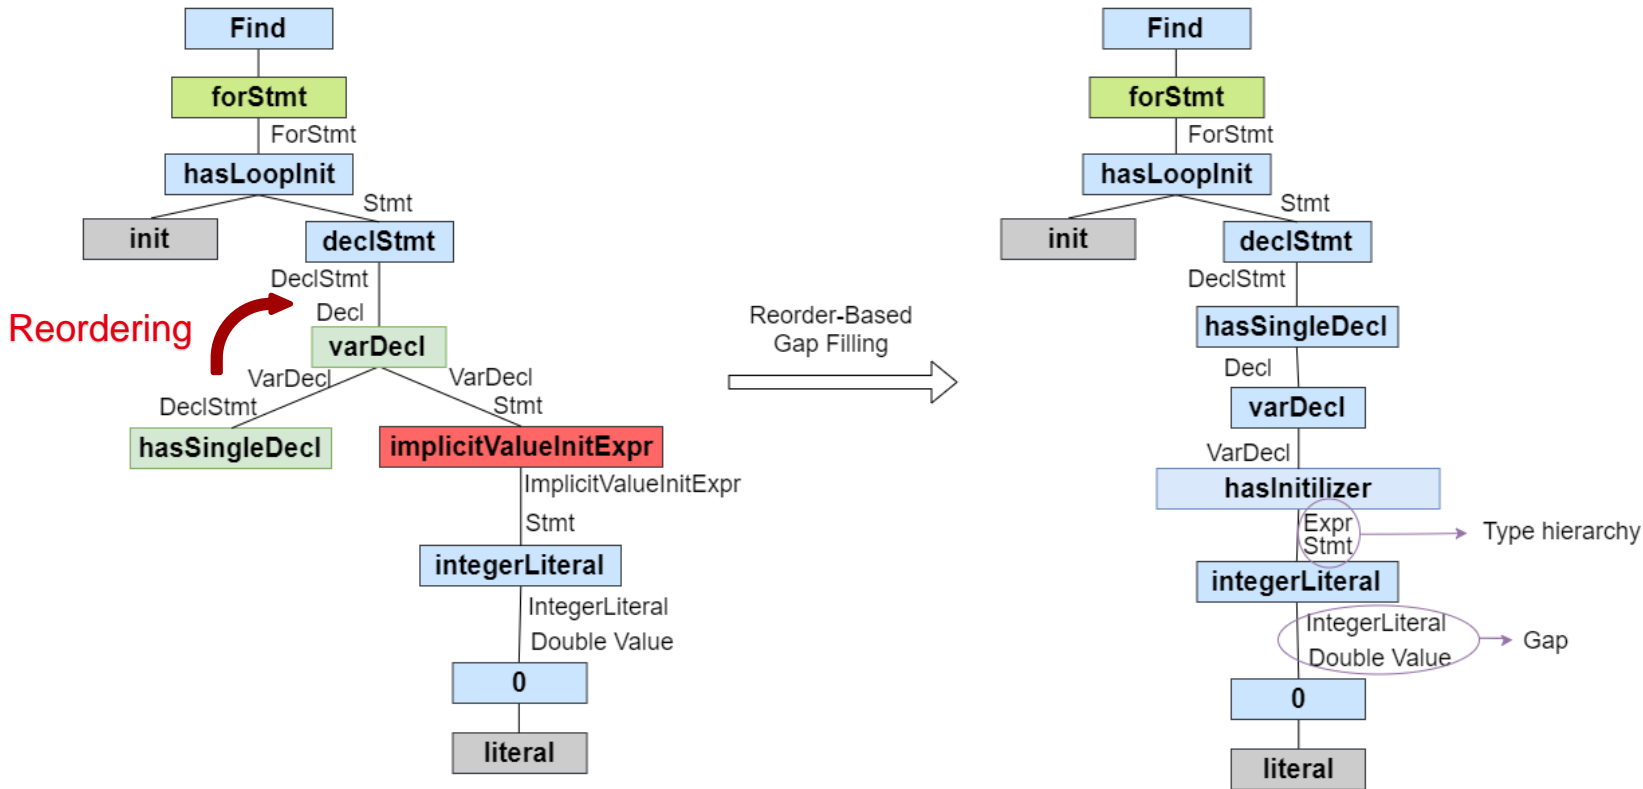 Find
forStmt
ForStmt
hasLoopInit
Stmt
init
declStmt
DeclStmt
Decl
Reordering
varDecl
VarDecl
VarDecl
DeclStmt
Stmt
hasSingleDecl
implicitValueInitExpr
ImplicitValueInitExpr
Stmt
integerLiteral
IntegerLiteral
Double Value
0
literal
Reorder-Based
Gap Filling
Find
forStmt
ForStmt
hasLoopInit
Stmt
init
declStmt
DeclStmt
hasSingleDecl
Decl
varDecl
VarDecl
hasInitilizer
Expr
Stmt
Type hierarchy
integerLiteral
IntegerLiteral
Double Value
Gap
0
literal